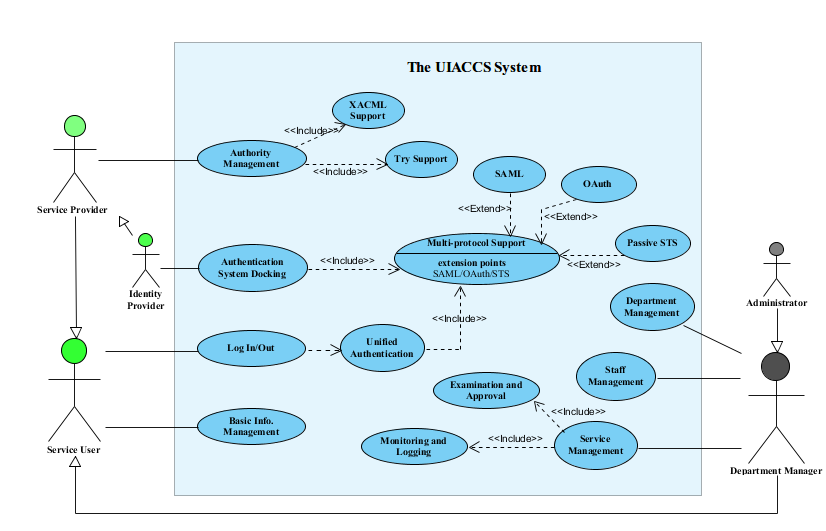 The UIACCS System
XACML
Support
<<Include>>
Authority
Management
Try Support
<<Include>>
SAML
OAuth
<<Extend>>
<<Extend>>
Service Provider
Multi-protocol Support
extension points
SAML/OAuth/STS
Passive STS
<<Extend>>
Authentication
System Docking
<<Include>>
Identity
Provider
Administrator
Department
Management
<<Include>>
Log In/Out
Unified
Authentication
Staff
Management
Examination and
Approval
<<Include>>
Basic Info.
Management
Service User
Monitoring and
Logging
<<Include>>
Service
Management
Department Manager